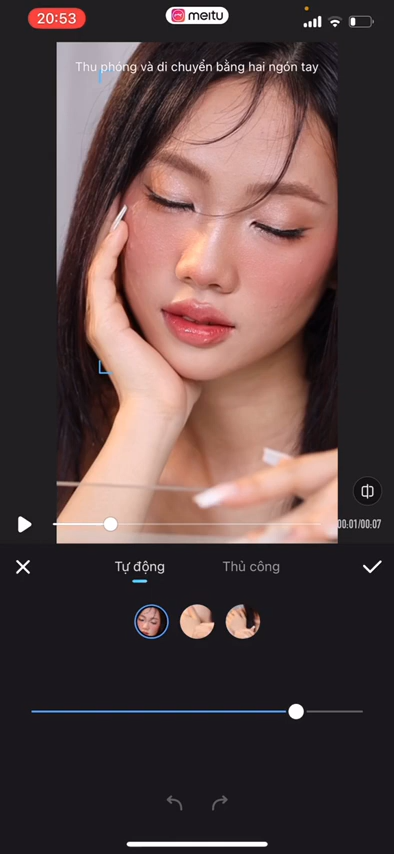 20:53
meitu
Thu phóng và di chuyển bằng hai ngón tay
00:01/00:07
Tự động
Thủ công